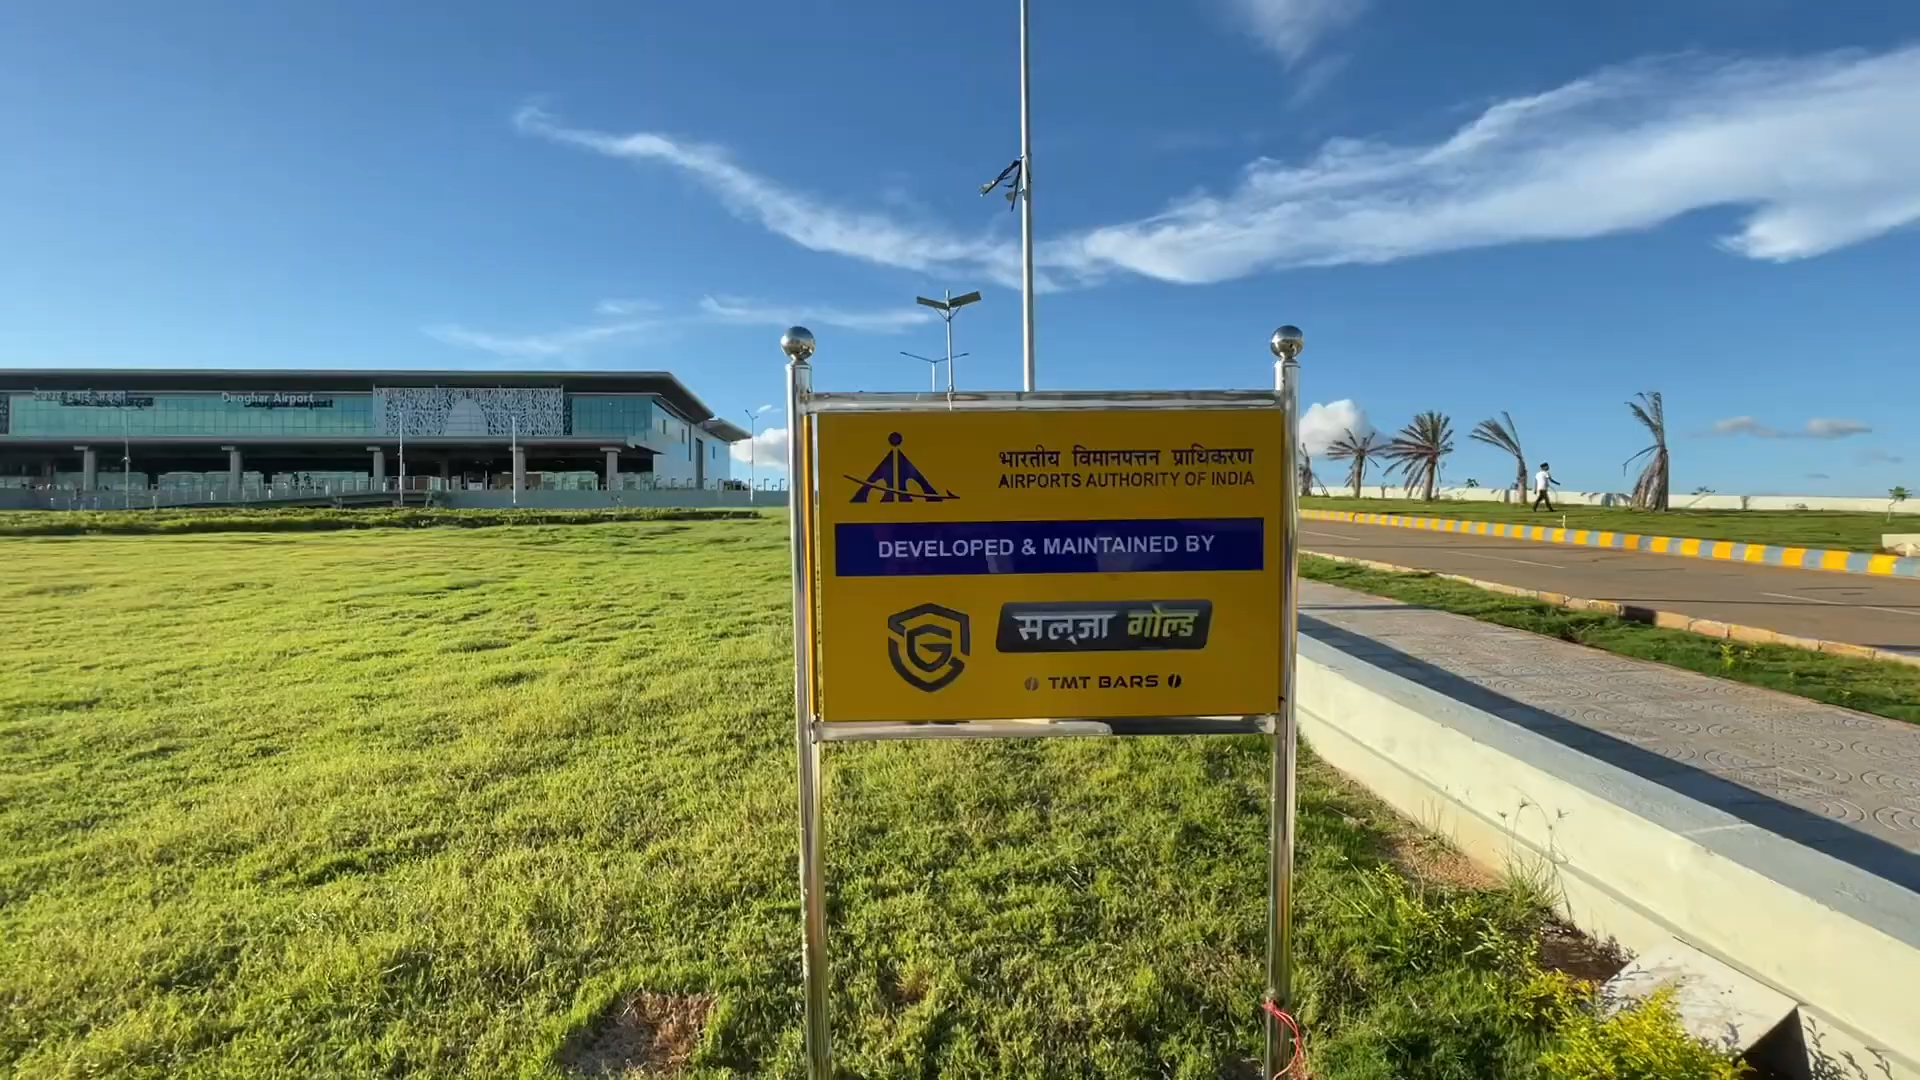 Deoghar Airport
भारतीय विमानपत्तन प्राधिकरण
AIRPORTS AUTHORITY OF INDIA
DEVELOPED & MAINTAINED BY
सलूजा गोल्ड
TMT BARS